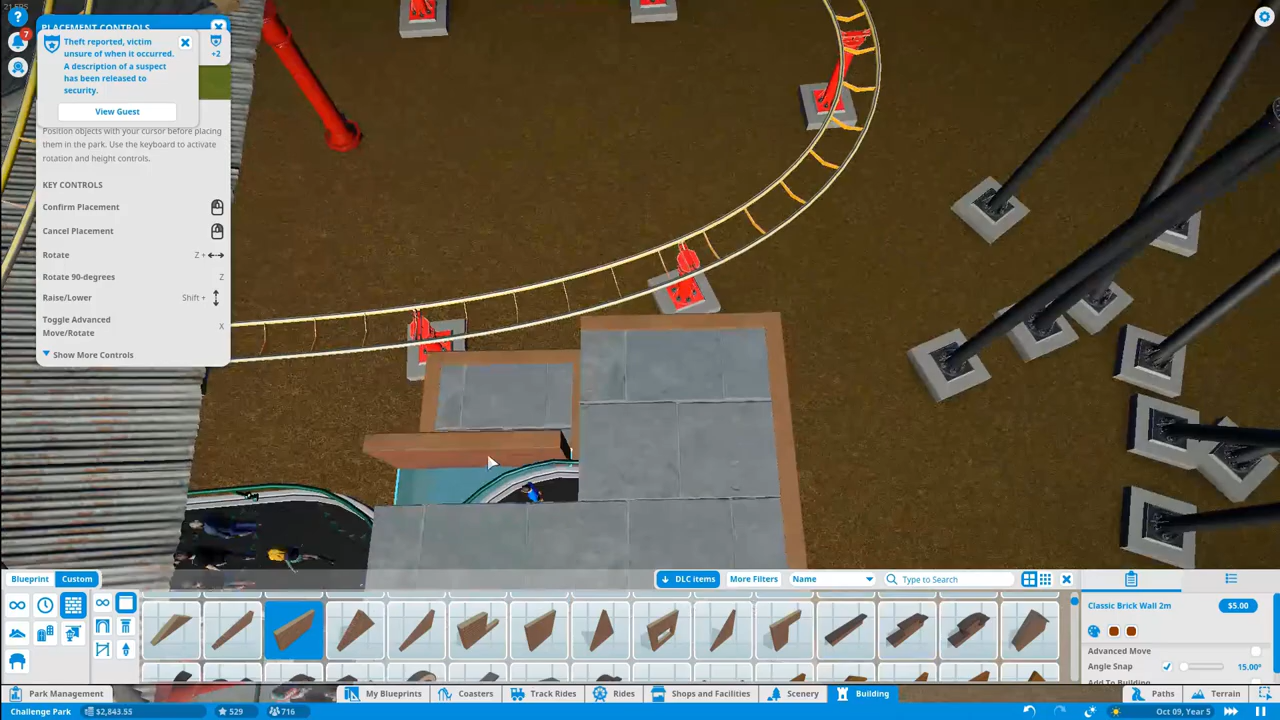 PLACEMENT CONTROLS
7
Theft reported, victim
unsure of when it occurred.
A description of a suspect
has been released to
security.
+2
View Guest
Position objects with your cursor before placing
them in the park. Use the keyboard to activate
rotation and height controls.
KEY CONTROLS
Confirm Placement
Cancel Placement
Rotate Z +
Rotate 90-degrees Z
Raise/Lower Shift +
Toggle Advanced
Move/Rotate X
Show More Controls
Blueprint Custom
DLC items More Filters Name Type to Search
Classic Brick Wall 2m $5.00
Advanced Move
Angle Snap 15.00°
Park Management My Blueprints Coasters Track Rides Rides Shops and Facilities Scenery Building Paths Terrain
Challenge Park $2,843.55 529 716 Oct 09, Year 5